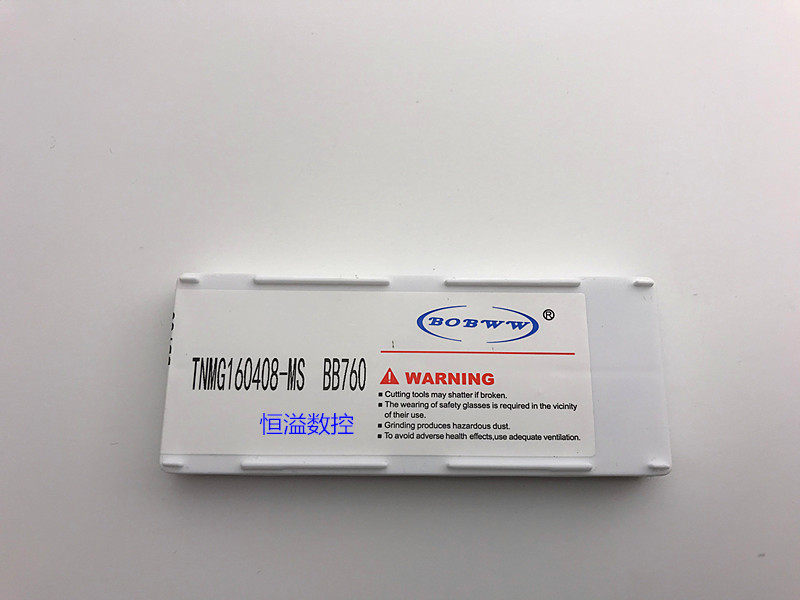 BOBWW®
TNMG160408-MS BB760
恒溢数控
WARNING
■ Cutting tools may shatter if broken.
■ The wearing of safety glasses is required in the vicinity
of their use.
■ Grinding produces hazardous dust.
■ To avoid adverse health effects,use adequate ventilation.